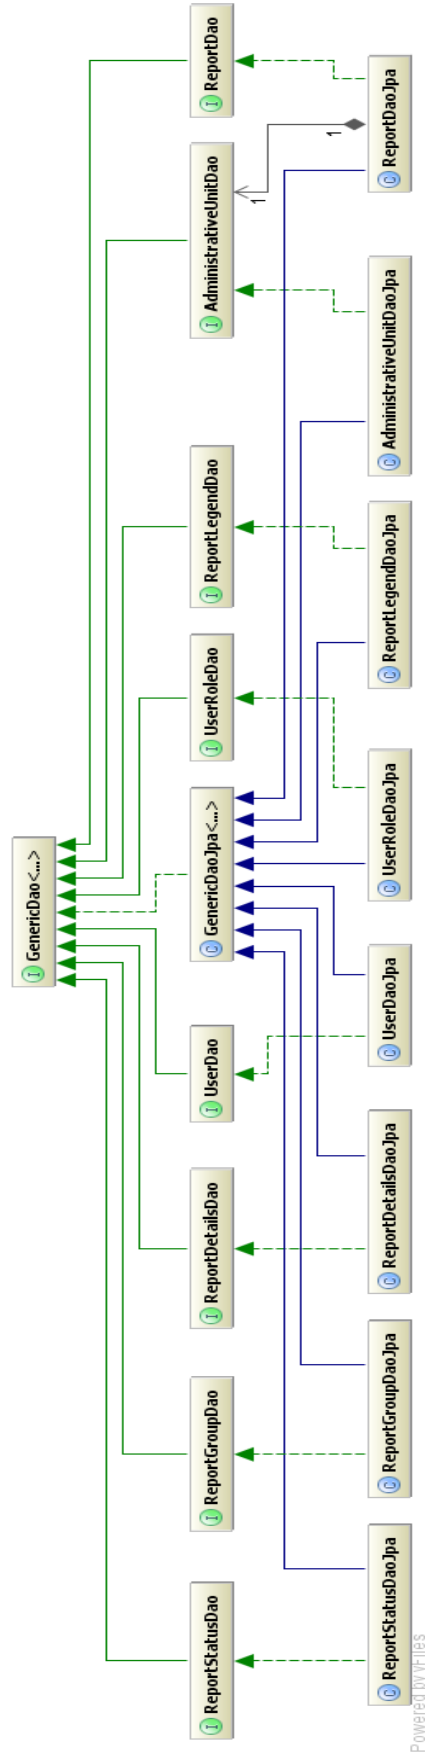 I GenericDao<...>
I ReportStatusDao
I ReportGroupDao
I ReportDetailsDao
I UserDao
C GenericDaoJpa<...>
I UserRoleDao
I ReportLegendDao
I AdministrativeUnitDao
I ReportDao
1
1
C ReportStatusDaoJpa
C ReportGroupDaoJpa
C ReportDetailsDaoJpa
C UserDaoJpa
C UserRoleDaoJpa
C ReportLegendDaoJpa
C AdministrativeUnitDaoJpa
C ReportDaoJpa
Powered by yFiles